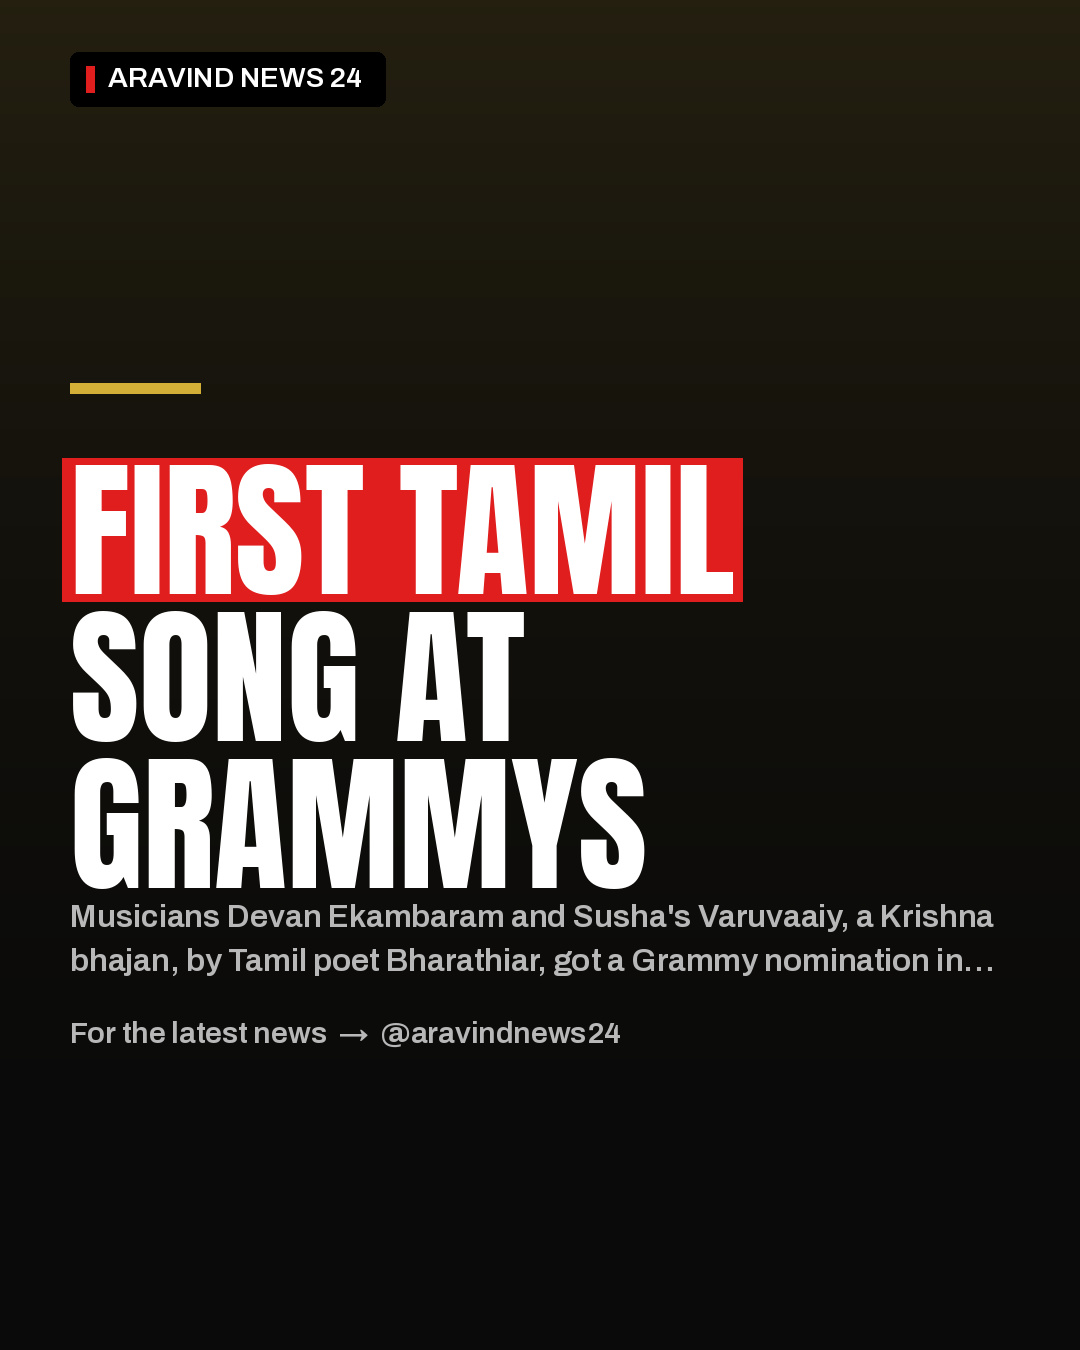 ARAVIND NEWS 24
FIRST TAMIL
SONG AT
GRAMMYS
Musicians Devan Ekambaram and Susha's Varuvaaiy, a Krishna
bhajan, by Tamil poet Bharathiar, got a Grammy nomination in...
For the latest news → @aravindnews24